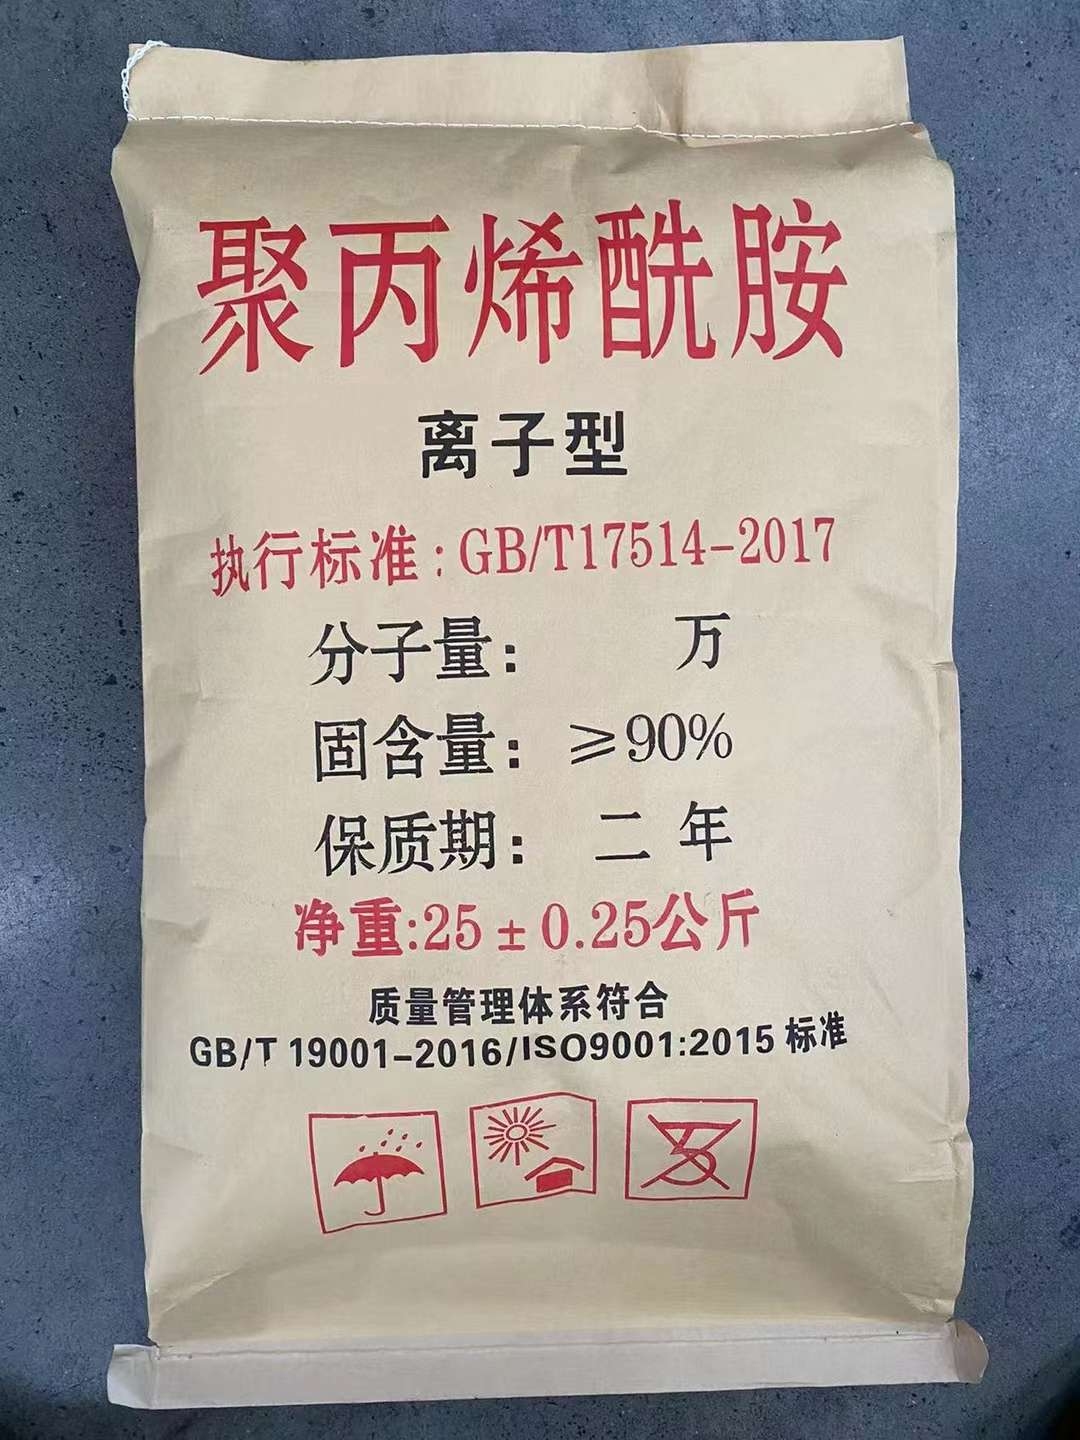 聚丙烯酰胺
离子型
执行标准：GB/T17514-2017
分子量： 万
固含量：≥90%
保质期：二年
净重:25±0.25公斤
质量管理体系符合
GB/T 19001-2016/ISO9001:2015 标准